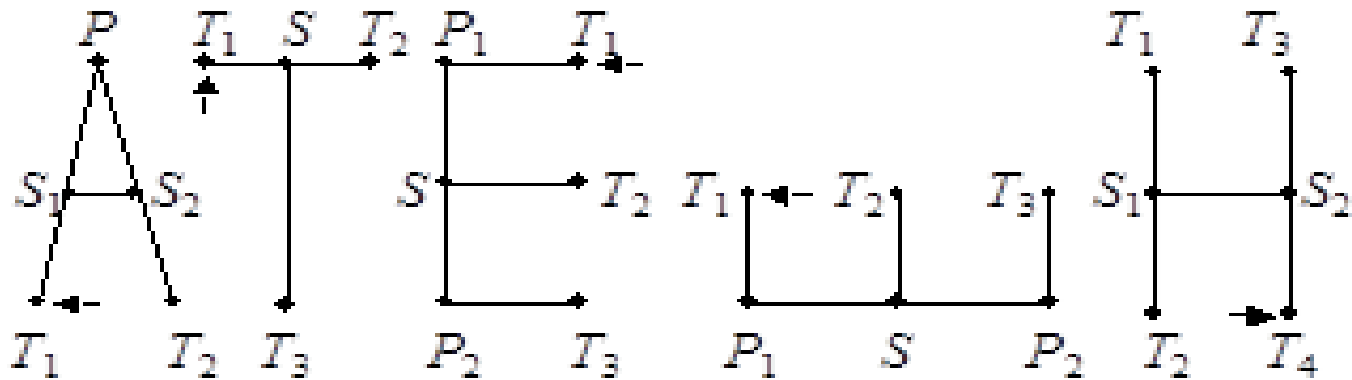 P T₁ S T₂ P₁ T₁ T₁ T₃
S₁ S₂ S T₂ T₁ T₂ T₃ S₁ S₂
T₁ T₂ T₃ P₂ T₃ P₁ S P₂ T₂ T₄